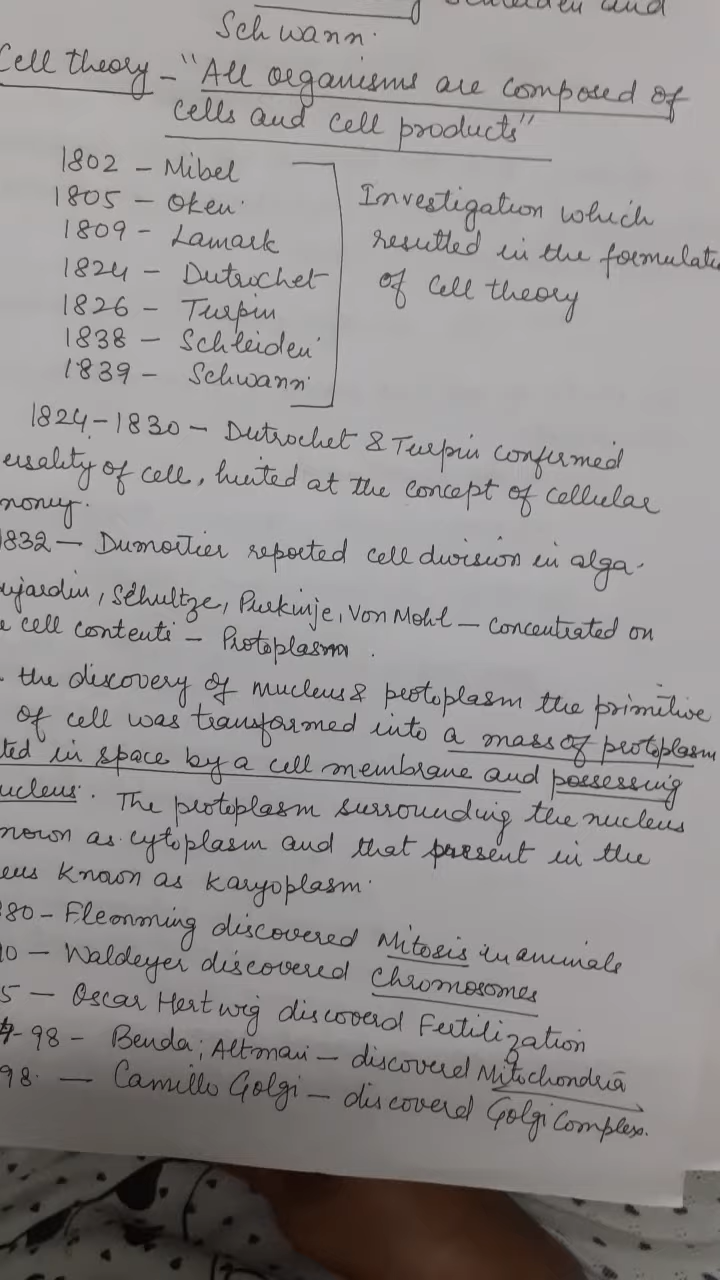 Schleiden and
Schwann.
Cell theory - "All organisms are composed of
cells and cell products"
1802 - Mibel
1805 - Oken
1809 - Lamark
1824 - Dutrochet
1826 - Turpin
1838 - Schleiden
1839 - Schwann
Investigation which
resulted in the formulati
of cell theory
1824-1830 - Dutrochet & Turpin confirmed
ersality of cell, hinted at the concept of cellular
nomy.
1832 - Dumortier reported cell division in alga.
ujardin, Schultze, Purkinje, Von Mohl - concentrated on
e cell contents - Protoplasm.
the discovery of nucleus & protoplasm the primitive
of cell was transformed into a mass of protoplasm
ted in space by a cell membrane and possessing
ucleus. The protoplasm surrounding the nucleus
nown as cytoplasm and that present in the
eus known as karyoplasm.
80 - Flemming discovered Mitosis in animals
10 - Waldeyer discovered Chromosomes
5 - Oscar Hertwig discoverd Fertilization
-98 - Benda; Altman - discovered Mitochondria
98. - Camillo Golgi - discovered Golgi Complex.